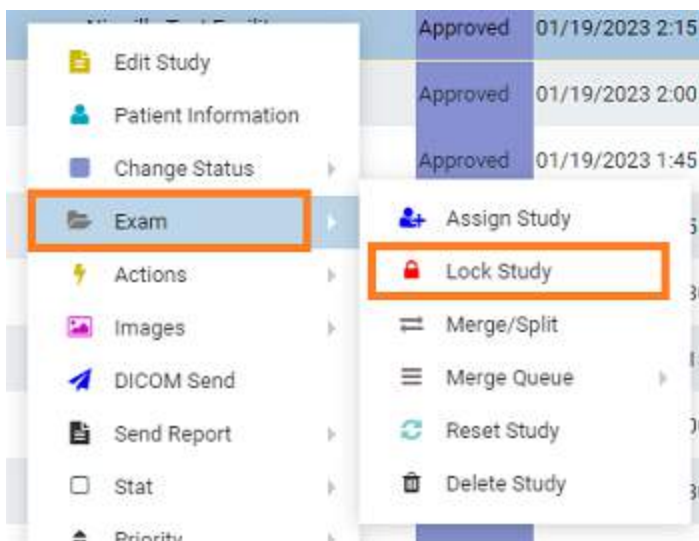 Approved 01/19/2023 2:15
Edit Study
Approved 01/19/2023 2:00
Patient Information
Change Status
Approved 01/19/2023 1:45
Exam
Assign Study
Actions
Lock Study
Images
Merge/Split
DICOM Send
Merge Queue
Send Report
Reset Study
Stat
Delete Study
Priority